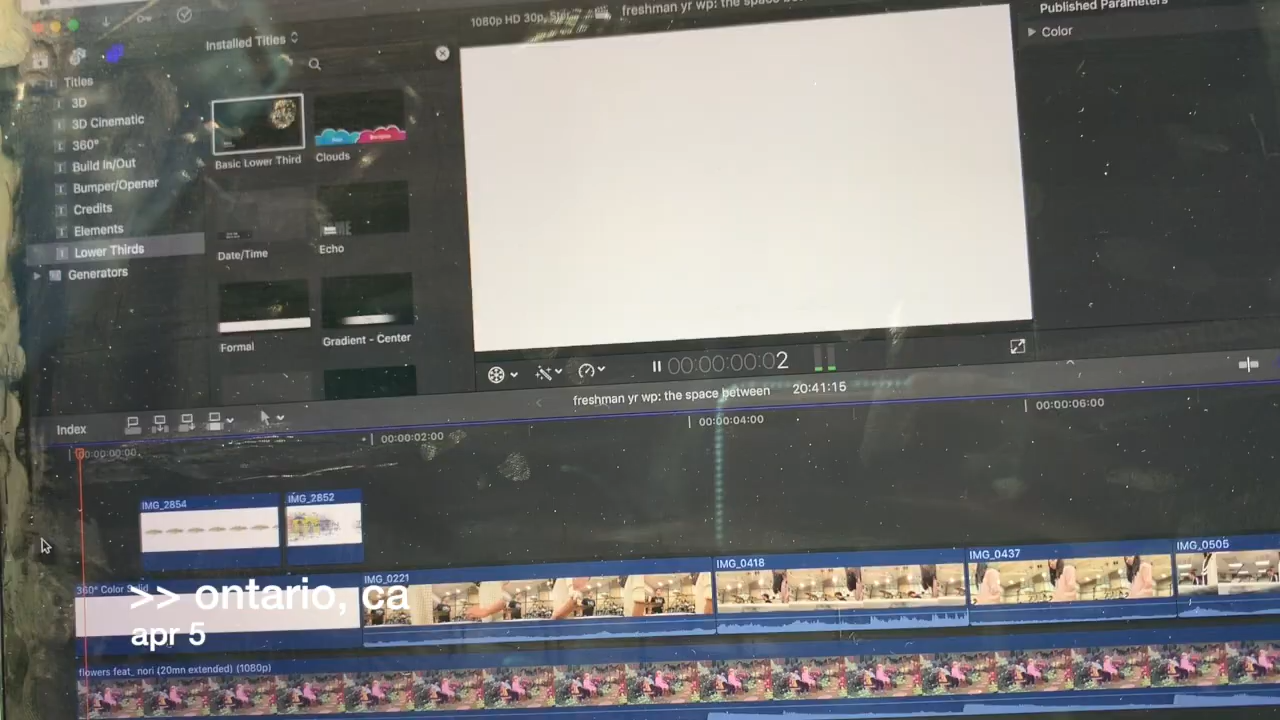 1080p HD 30p,
freshman yr wp: the space
Published Parameters
Installed Titles
Color
Titles
3D
3D Cinematic
360°
Build In/Out
Bumper/Opener
Credits
Elements
Lower Thirds
Generators
Basic Lower Third
Clouds
Date/Time
Echo
Formal
Gradient - Center
00:00:00:02
freshman yr wp: the space between
20:41:15
Index
00:00:00:00
00:00:02:00
00:00:04:00
00:00:06:00
IMG_2854
IMG_2852
360° Color Solid
IMG_0221
IMG_0418
IMG_0437
IMG_0505
>> ontario, ca
apr 5
flowers feat_ nori (20mn extended) (1080p)